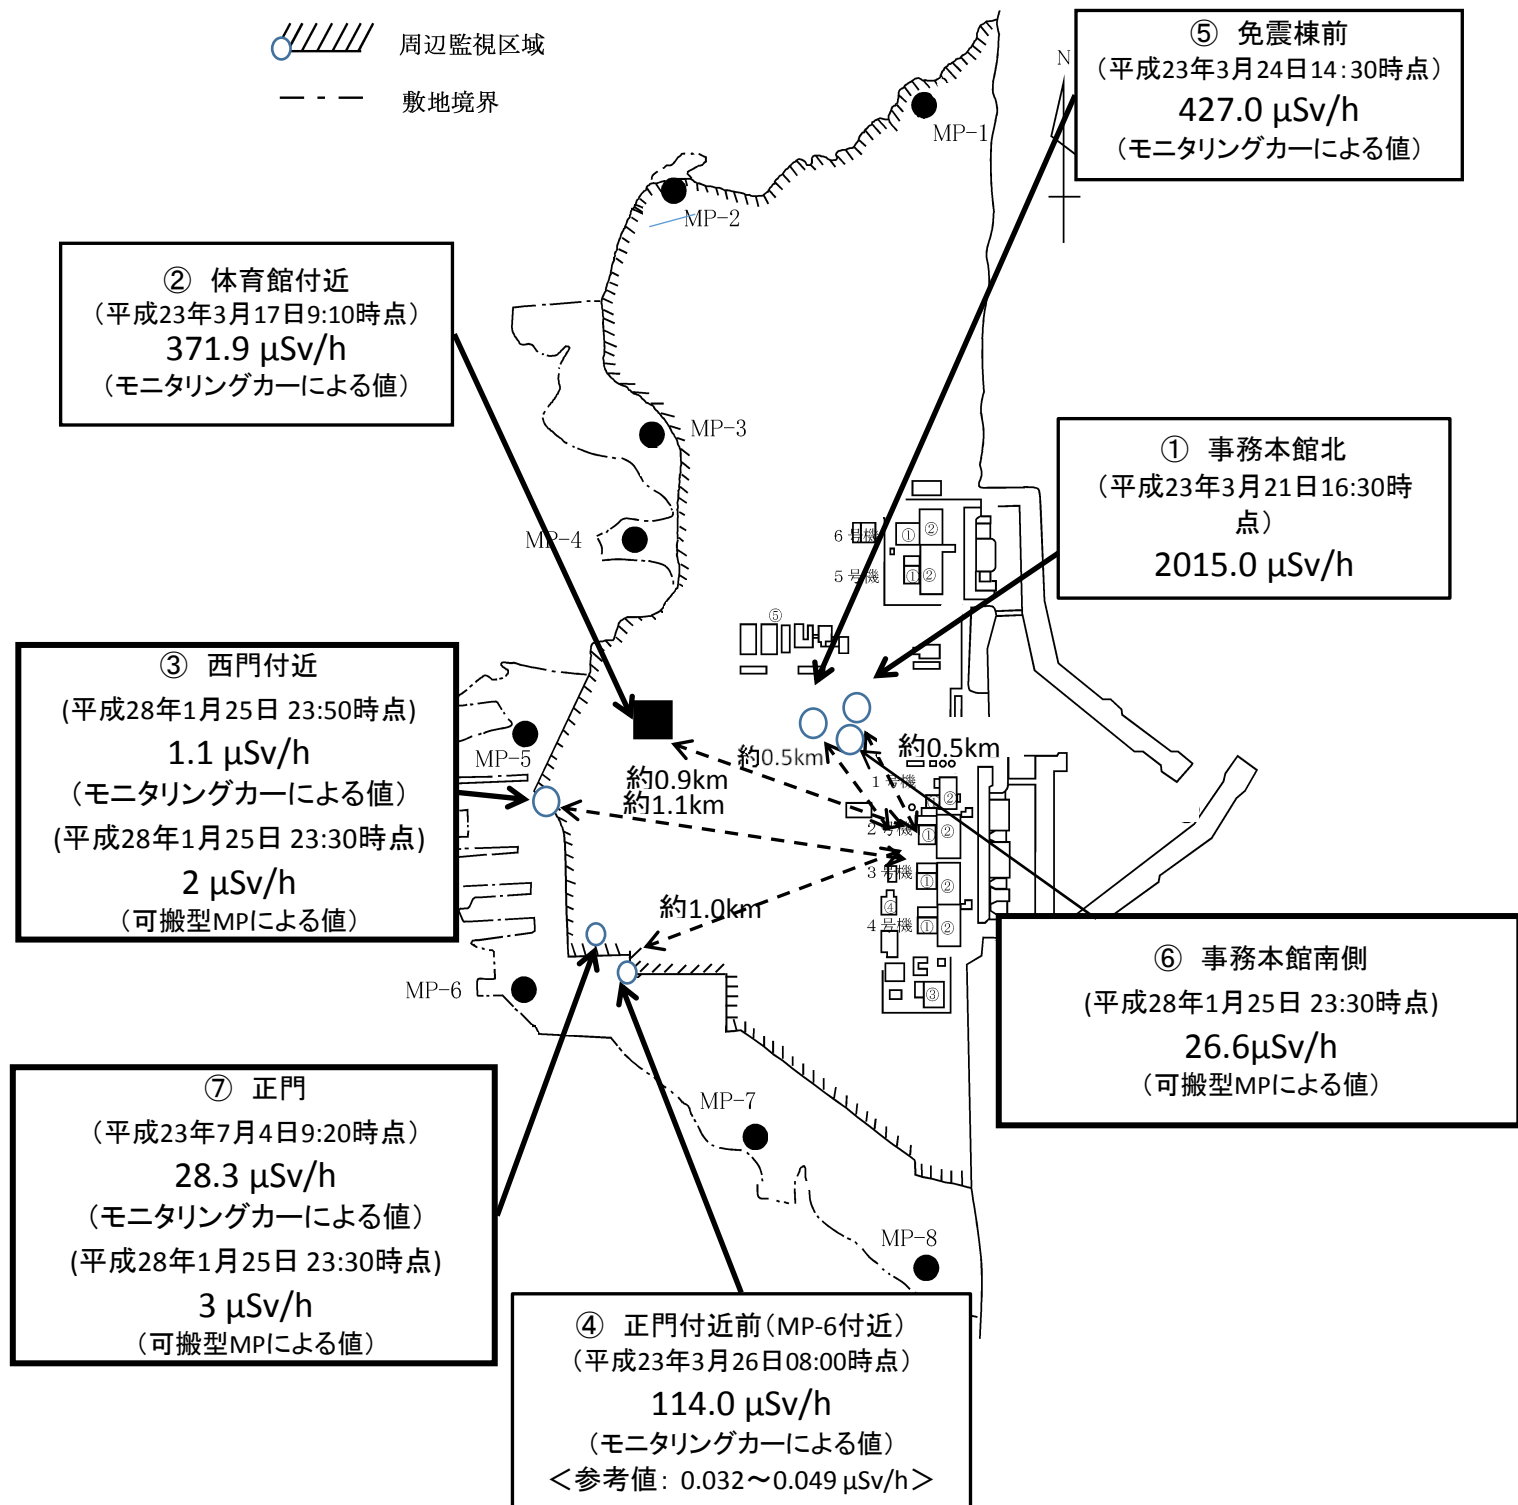 周辺監視区域
敷地境界
⑤ 免震棟前
（平成23年3月24日14:30時点）
427.0 μSv/h
（モニタリングカーによる値）
N
MP-1
MP-2
② 体育館付近
（平成23年3月17日9:10時点）
371.9 μSv/h
（モニタリングカーによる値）
MP-3
① 事務本館北
（平成23年3月21日16:30時
点）
2015.0 μSv/h
MP-4
6号機
①
②
5号機
①
②
⑤
③ 西門付近
(平成28年1月25日 23:50時点)
1.1 μSv/h
（モニタリングカーによる値）
(平成28年1月25日 23:30時点)
2 μSv/h
（可搬型MPによる値）
MP-5
約0.5km
約0.5km
約0.9km
約1.1km
1号機
①
②
2号機
①
②
3号機
①
②
④
約1.0km
4号機
①
②
③
MP-6
⑥ 事務本館南側
(平成28年1月25日 23:30時点)
26.6μSv/h
（可搬型MPによる値）
⑦ 正門
（平成23年7月4日9:20時点）
28.3 μSv/h
（モニタリングカーによる値）
(平成28年1月25日 23:30時点)
3 μSv/h
（可搬型MPによる値）
MP-7
MP-8
④ 正門付近前（MP-6付近）
（平成23年3月26日08:00時点）
114.0 μSv/h
（モニタリングカーによる値）
＜参考値： 0.032～0.049 μSv/h＞